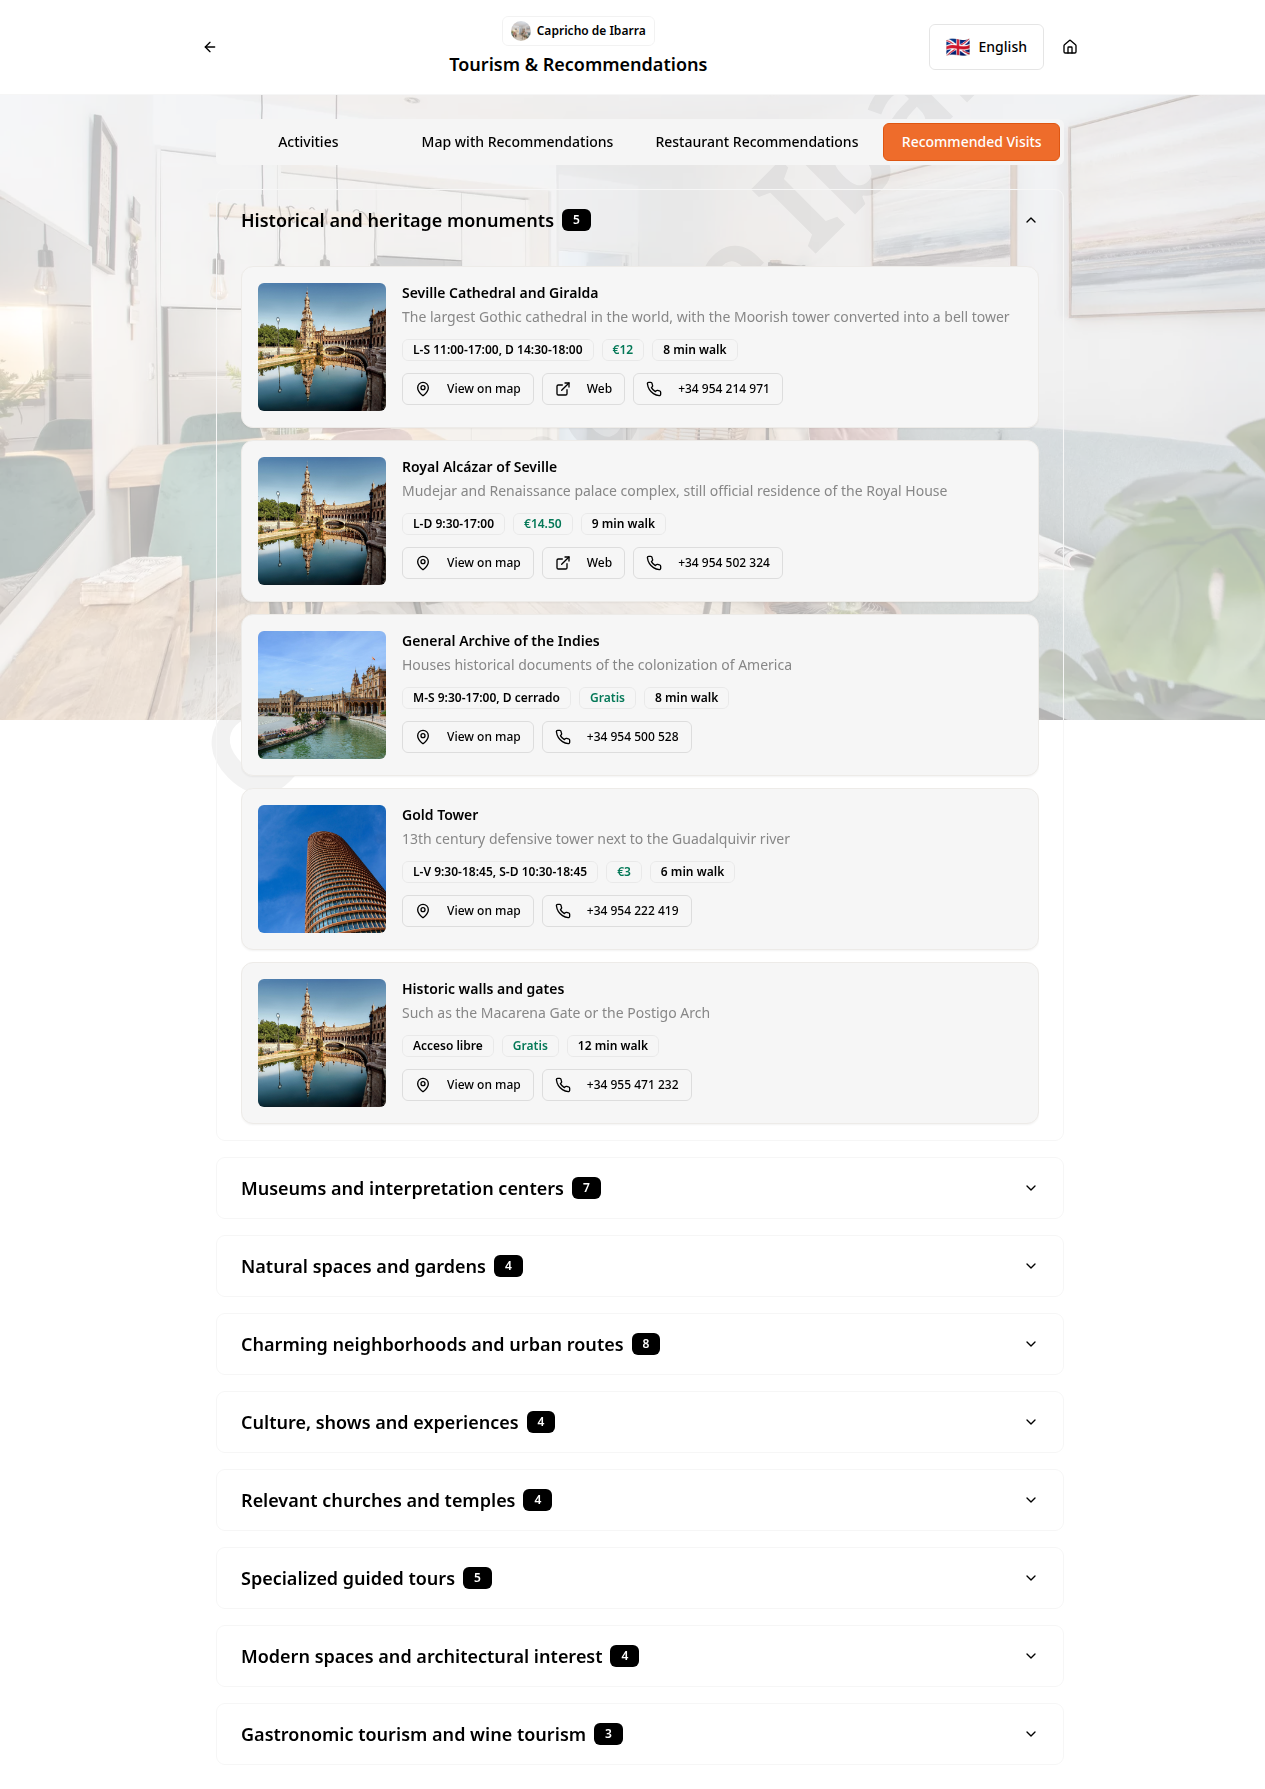 Capricho de Ibarra
Tourism & Recommendations
English
Activities
Map with Recommendations
Restaurant Recommendations
Recommended Visits
Historical and heritage monuments 5
Seville Cathedral and Giralda
The largest Gothic cathedral in the world, with the Moorish tower converted into a bell tower
L-S 11:00-17:00, D 14:30-18:00
€12
8 min walk
View on map
Web
+34 954 214 971
Royal Alcázar of Seville
Mudejar and Renaissance palace complex, still official residence of the Royal House
L-D 9:30-17:00
€14.50
9 min walk
View on map
Web
+34 954 502 324
General Archive of the Indies
Houses historical documents of the colonization of America
M-S 9:30-17:00, D cerrado
Gratis
8 min walk
View on map
+34 954 500 528
Gold Tower
13th century defensive tower next to the Guadalquivir river
L-V 9:30-18:45, S-D 10:30-18:45
€3
6 min walk
View on map
+34 954 222 419
Historic walls and gates
Such as the Macarena Gate or the Postigo Arch
Acceso libre
Gratis
12 min walk
View on map
+34 955 471 232
Museums and interpretation centers 7
Natural spaces and gardens 4
Charming neighborhoods and urban routes 8
Culture, shows and experiences 4
Relevant churches and temples 4
Specialized guided tours 5
Modern spaces and architectural interest 4
Gastronomic tourism and wine tourism 3